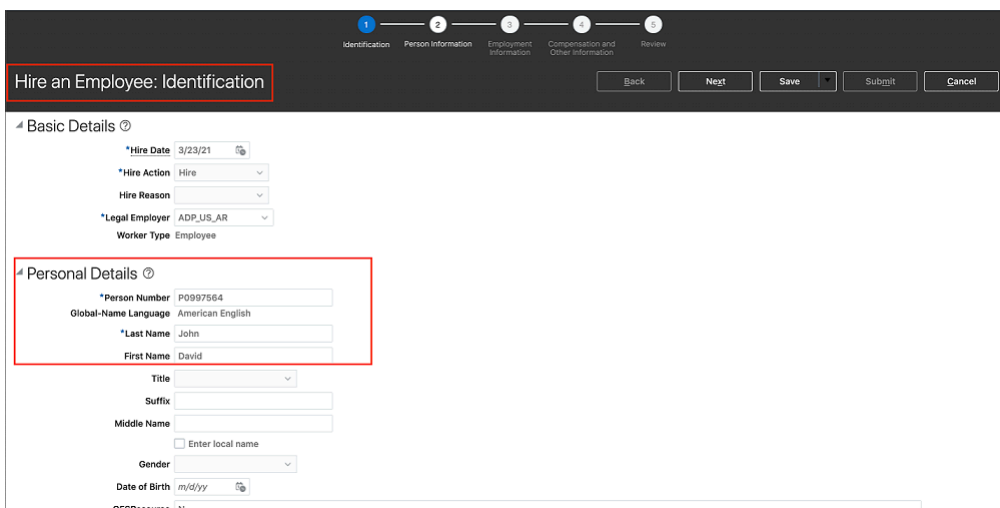 1 2 3 4 5
Identification Person Information Employment Information Compensation and Other Information Review
Hire an Employee: Identification
Back Next Save Submit Cancel
Basic Details
*Hire Date 3/23/21
*Hire Action Hire
Hire Reason
*Legal Employer ADP_US_AR
Worker Type Employee
Personal Details
*Person Number P0997564
Global-Name Language American English
*Last Name John
First Name David
Title
Suffix
Middle Name
Enter local name
Gender
Date of Birth m/d/yy